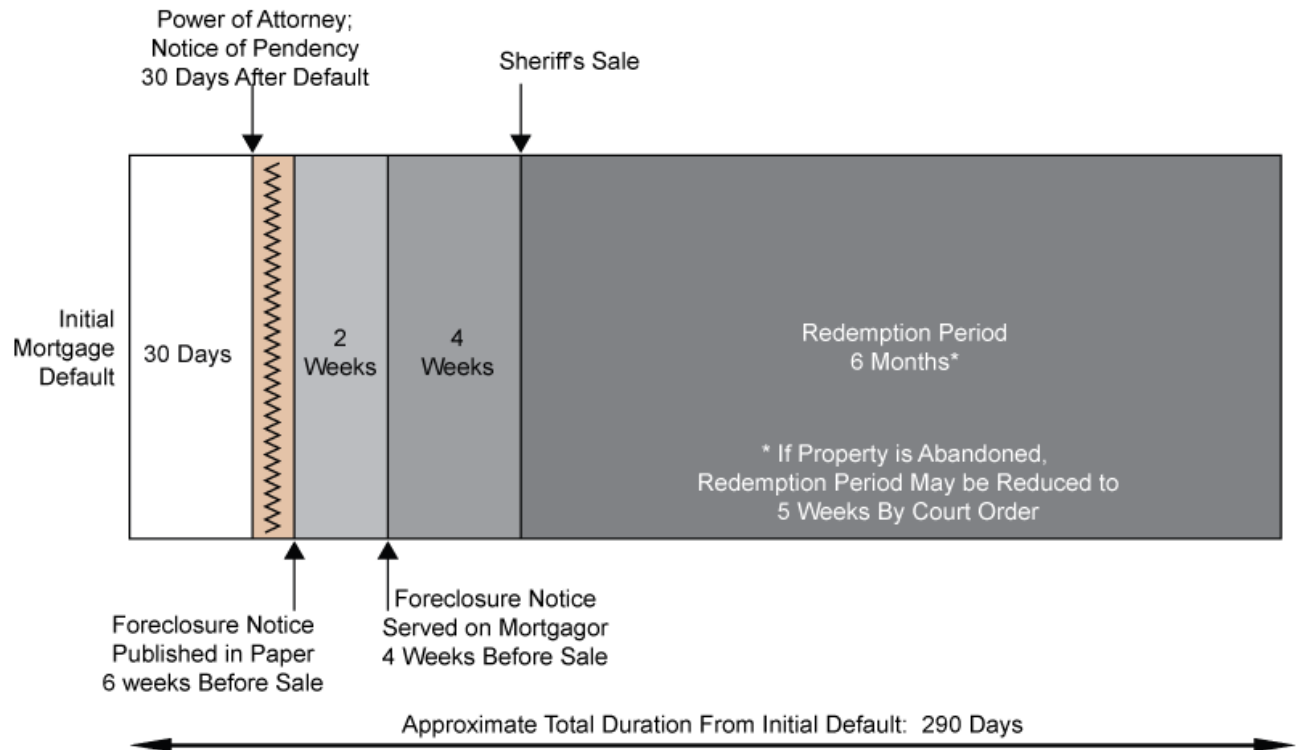 Power of Attorney;
Notice of Pendency
30 Days After Default
Sheriff's Sale
Initial
Mortgage
Default
30 Days
2
Weeks
4
Weeks
Redemption Period
6 Months*
* If Property is Abandoned,
Redemption Period May be Reduced to
5 Weeks By Court Order
Foreclosure Notice
Published in Paper
6 weeks Before Sale
Foreclosure Notice
Served on Mortgagor
4 Weeks Before Sale
Approximate Total Duration From Initial Default: 290 Days